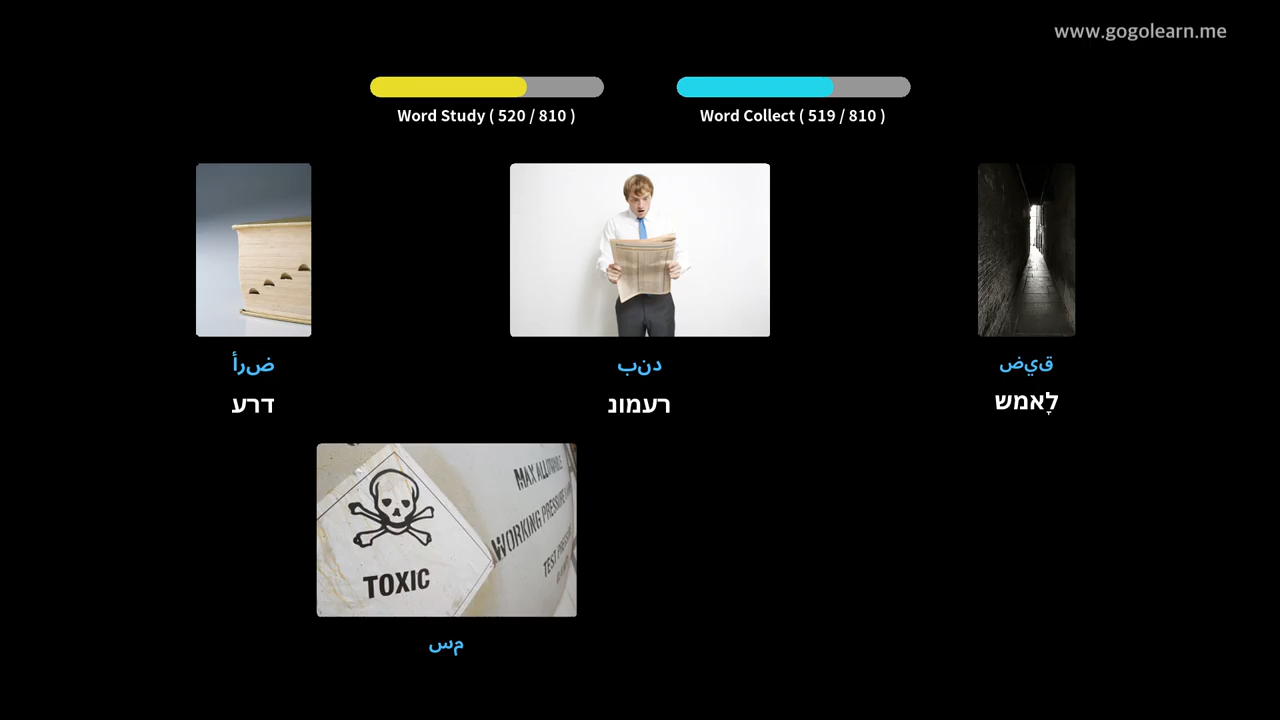 www.gogolearn.me
Word Study ( 520 / 810 )
Word Collect ( 519 / 810 )
ضرأ
דרע
دنب
רעמונ
قيض
לָאמש
TOXIC
MAX ALLOWABLE
WORKING PRESSURE
مس